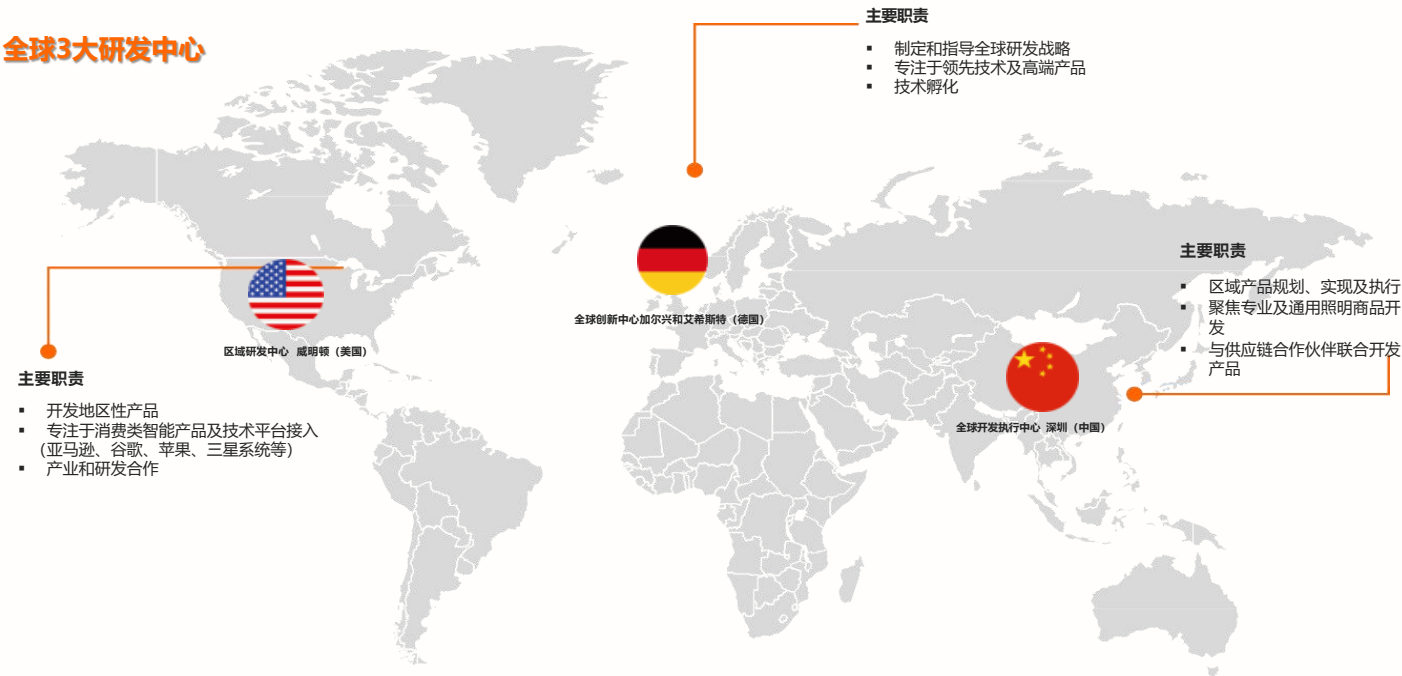 全球3大研发中心
主要职责
▪ 制定和指导全球研发战略
▪ 专注于领先技术及高端产品
▪ 技术孵化
全球创新中心加尔兴和艾希斯特（德国）
区域研发中心 威明顿（美国）
主要职责
▪ 开发地区性产品
▪ 专注于消费类智能产品及技术平台接入
（亚马逊、谷歌、苹果、三星系统等）
▪ 产业和研发合作
主要职责
▪ 区域产品规划、实现及执行
▪ 聚焦专业及通用照明商品开
发
▪ 与供应链合作伙伴联合开发
产品
全球开发执行中心 深圳（中国）